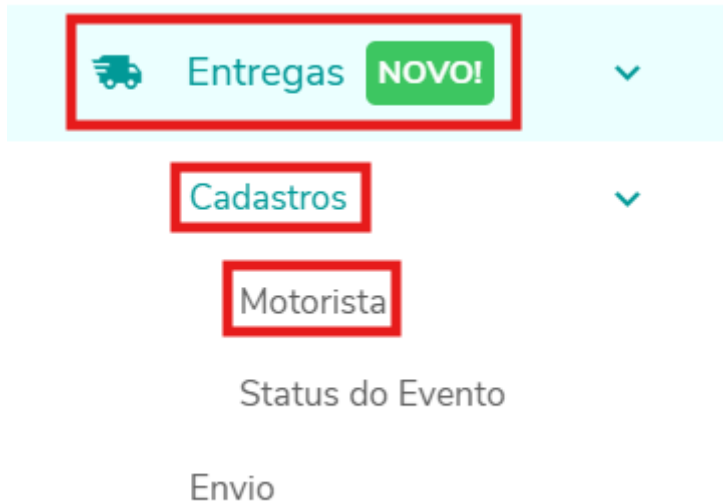 Entregas NOVO!
Cadastros
Motorista
Status do Evento
Envio